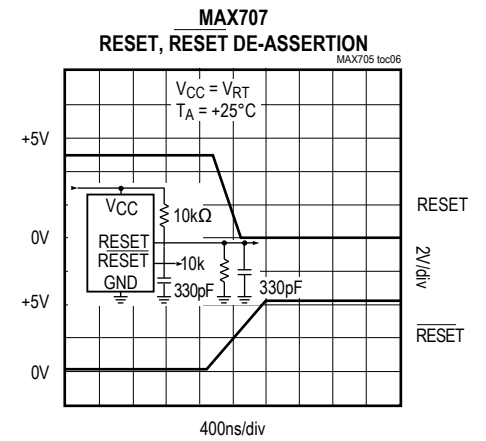 MAX707
RESET, RESET DE-ASSERTION
MAX705 toc06
VCC = VRT
TA = +25°C
+5V
0V
+5V
0V
VCC
RESET
RESET
GND
10kΩ
10k
330pF
330pF
RESET
2V/div
RESET
400ns/div